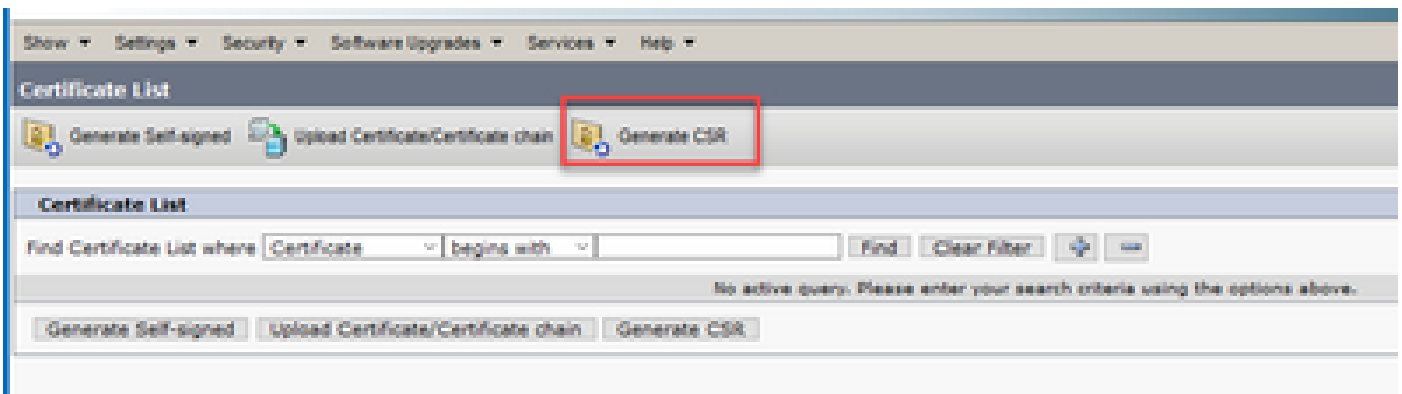 Show Settings Security Software Upgrades Services Help
Certificate List
Generate Self-signed Upload Certificate/Certificate chain Generate CSR
Certificate List
Find Certificate List where Certificate begins with Find Clear Filter
No active query. Please enter your search criteria using the options above.
Generate Self-signed Upload Certificate/Certificate chain Generate CSR